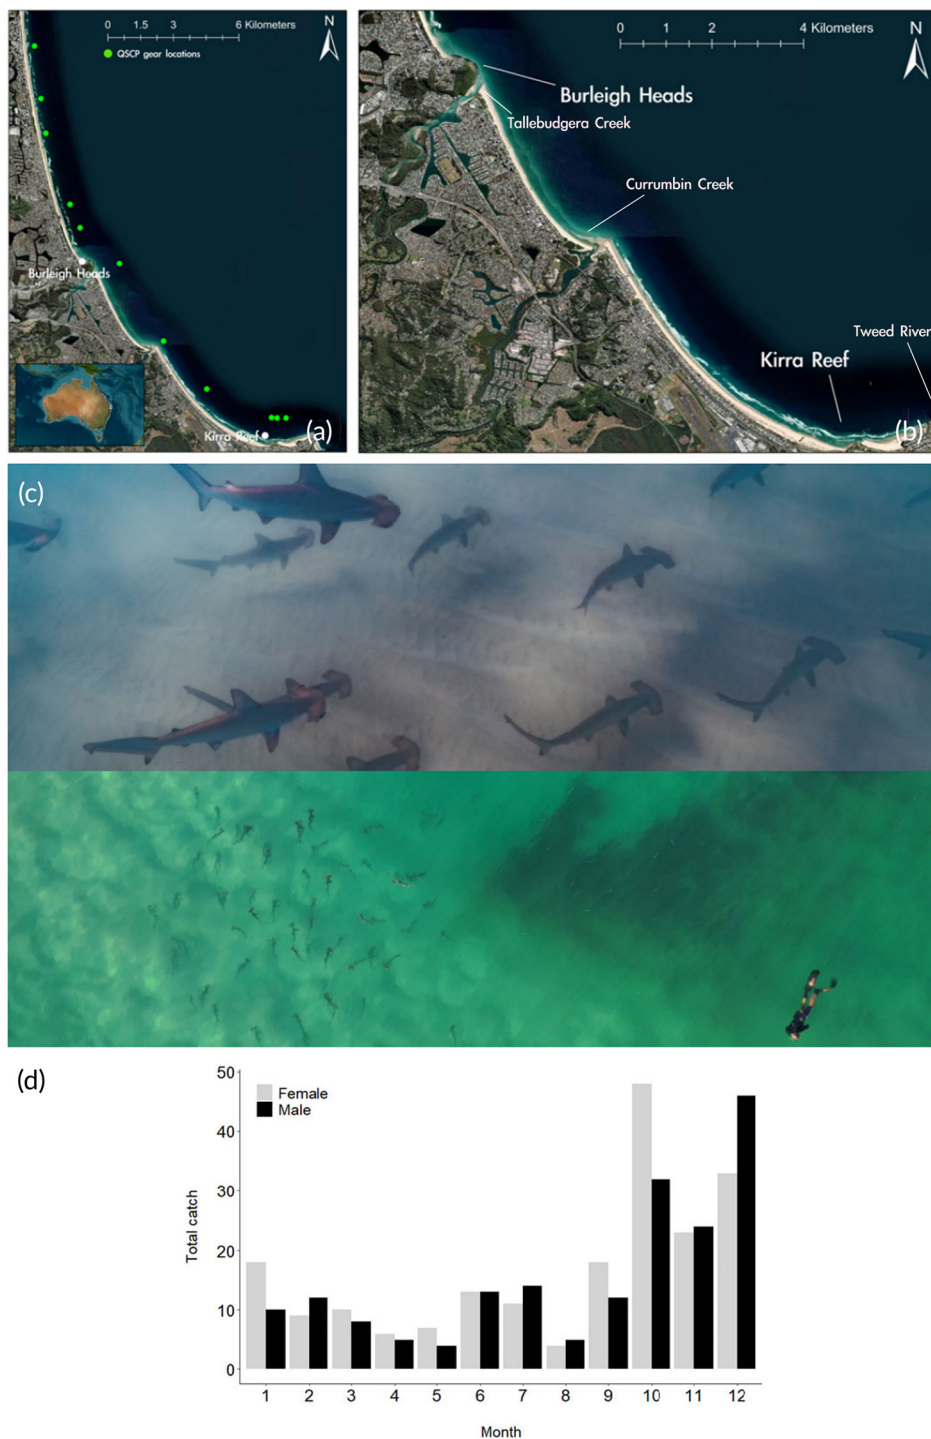 0 1.5 3 6 Kilometers
N
QSCP gear locations
Burleigh Heads
Kirra Reef
(a)
0 1 2 4 Kilometers
N
Burleigh Heads
Tallebudgera Creek
Currumbin Creek
Tweed River
Kirra Reef
(b)
(c)
(d)
Female
Male
Total catch
50
40
30
20
10
0
1 2 3 4 5 6 7 8 9 10 11 12
Month